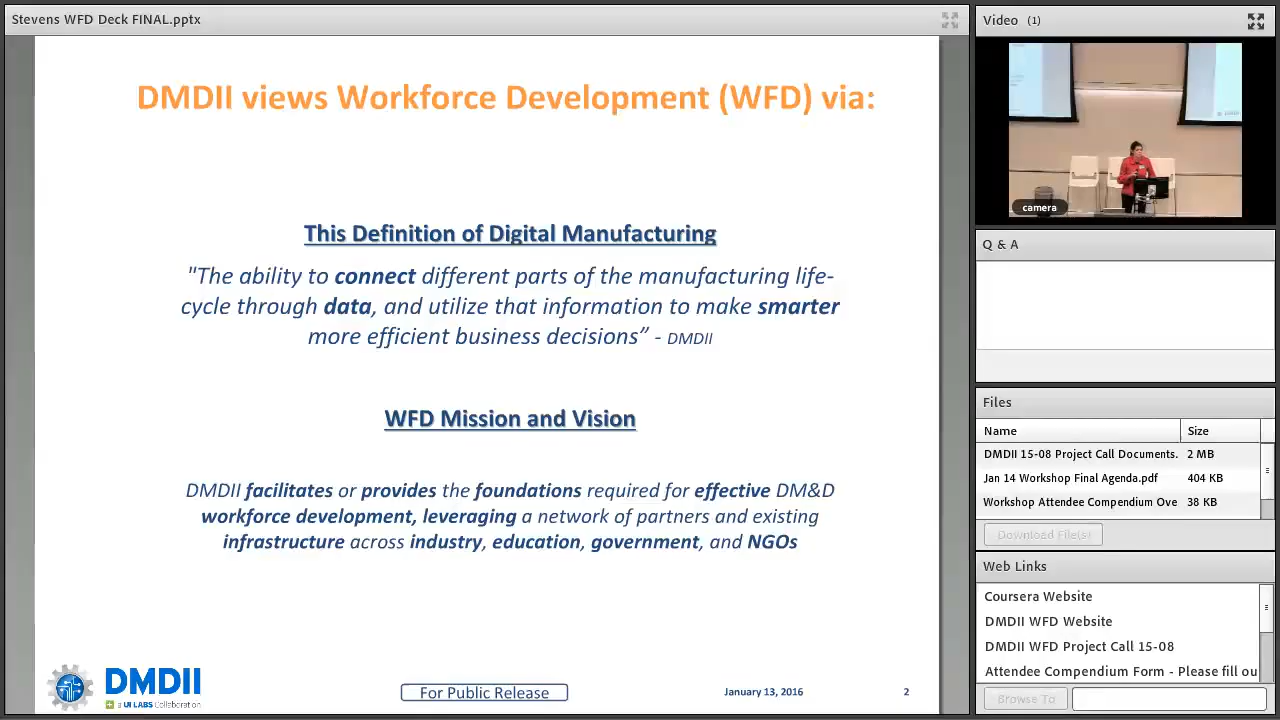 Stevens WFD Deck FINAL.pptx
DMDII views Workforce Development (WFD) via:
This Definition of Digital Manufacturing
"The ability to connect different parts of the manufacturing life-
cycle through data, and utilize that information to make smarter
more efficient business decisions” - DMDII
WFD Mission and Vision
DMDII facilitates or provides the foundations required for effective DM&D
workforce development, leveraging a network of partners and existing
infrastructure across industry, education, government, and NGOs
DMDII
a UI LABS Collaboration
For Public Release
January 13, 2016
2
Video (1)
camera
Q & A
Files
Name Size
DMDII 15-08 Project Call Documents. 2 MB
Jan 14 Workshop Final Agenda.pdf 404 KB
Workshop Attendee Compendium Ove 38 KB
Download File(s)
Web Links
Coursera Website
DMDII WFD Website
DMDII WFD Project Call 15-08
Attendee Compendium Form - Please fill ou
Browse To